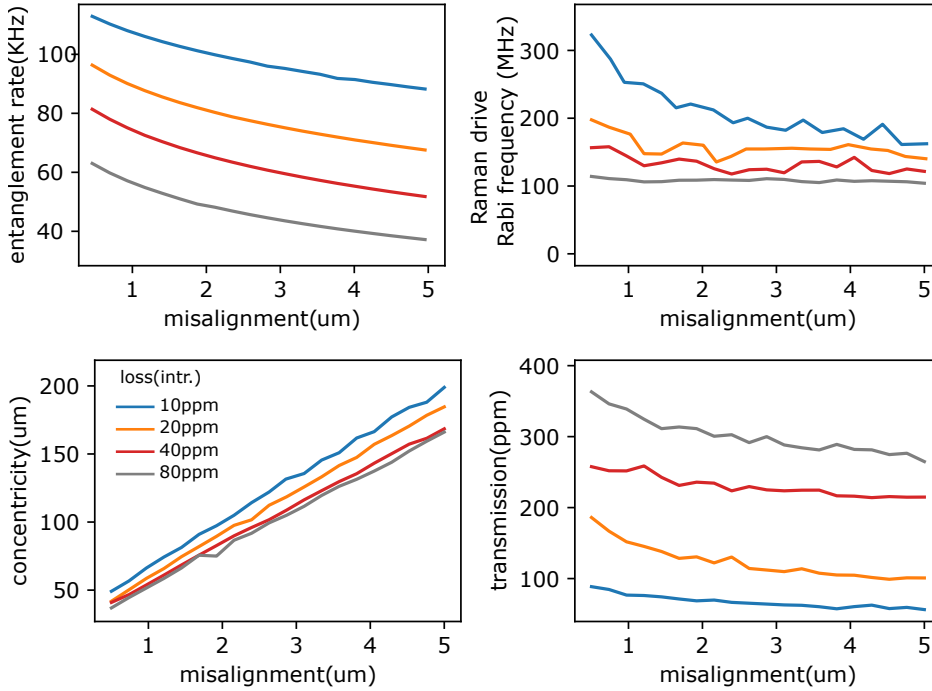 entanglement rate(KHz)
100
80
60
40
1 2 3 4 5
misalignment(um)
Raman drive
Rabi frequency (MHz)
300
200
100
0
1 2 3 4 5
misalignment(um)
concentricity(um)
200
150
100
50
loss(intr.)
10ppm
20ppm
40ppm
80ppm
1 2 3 4 5
misalignment(um)
transmission(ppm)
400
300
200
100
1 2 3 4 5
misalignment(um)